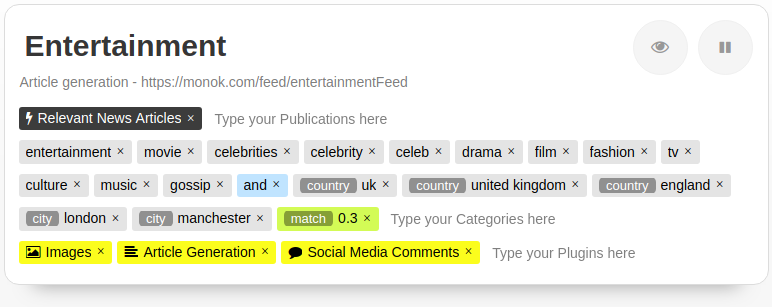 Entertainment
Article generation - https://monok.com/feed/entertainmentFeed
Relevant News Articles × Type your Publications here
entertainment × movie × celebrities × celebrity × celeb × drama × film × fashion × tv ×
culture × music × gossip × and × country uk × country united kingdom × country england ×
city london × city manchester × match 0.3 × Type your Categories here
Images × Article Generation × Social Media Comments × Type your Plugins here